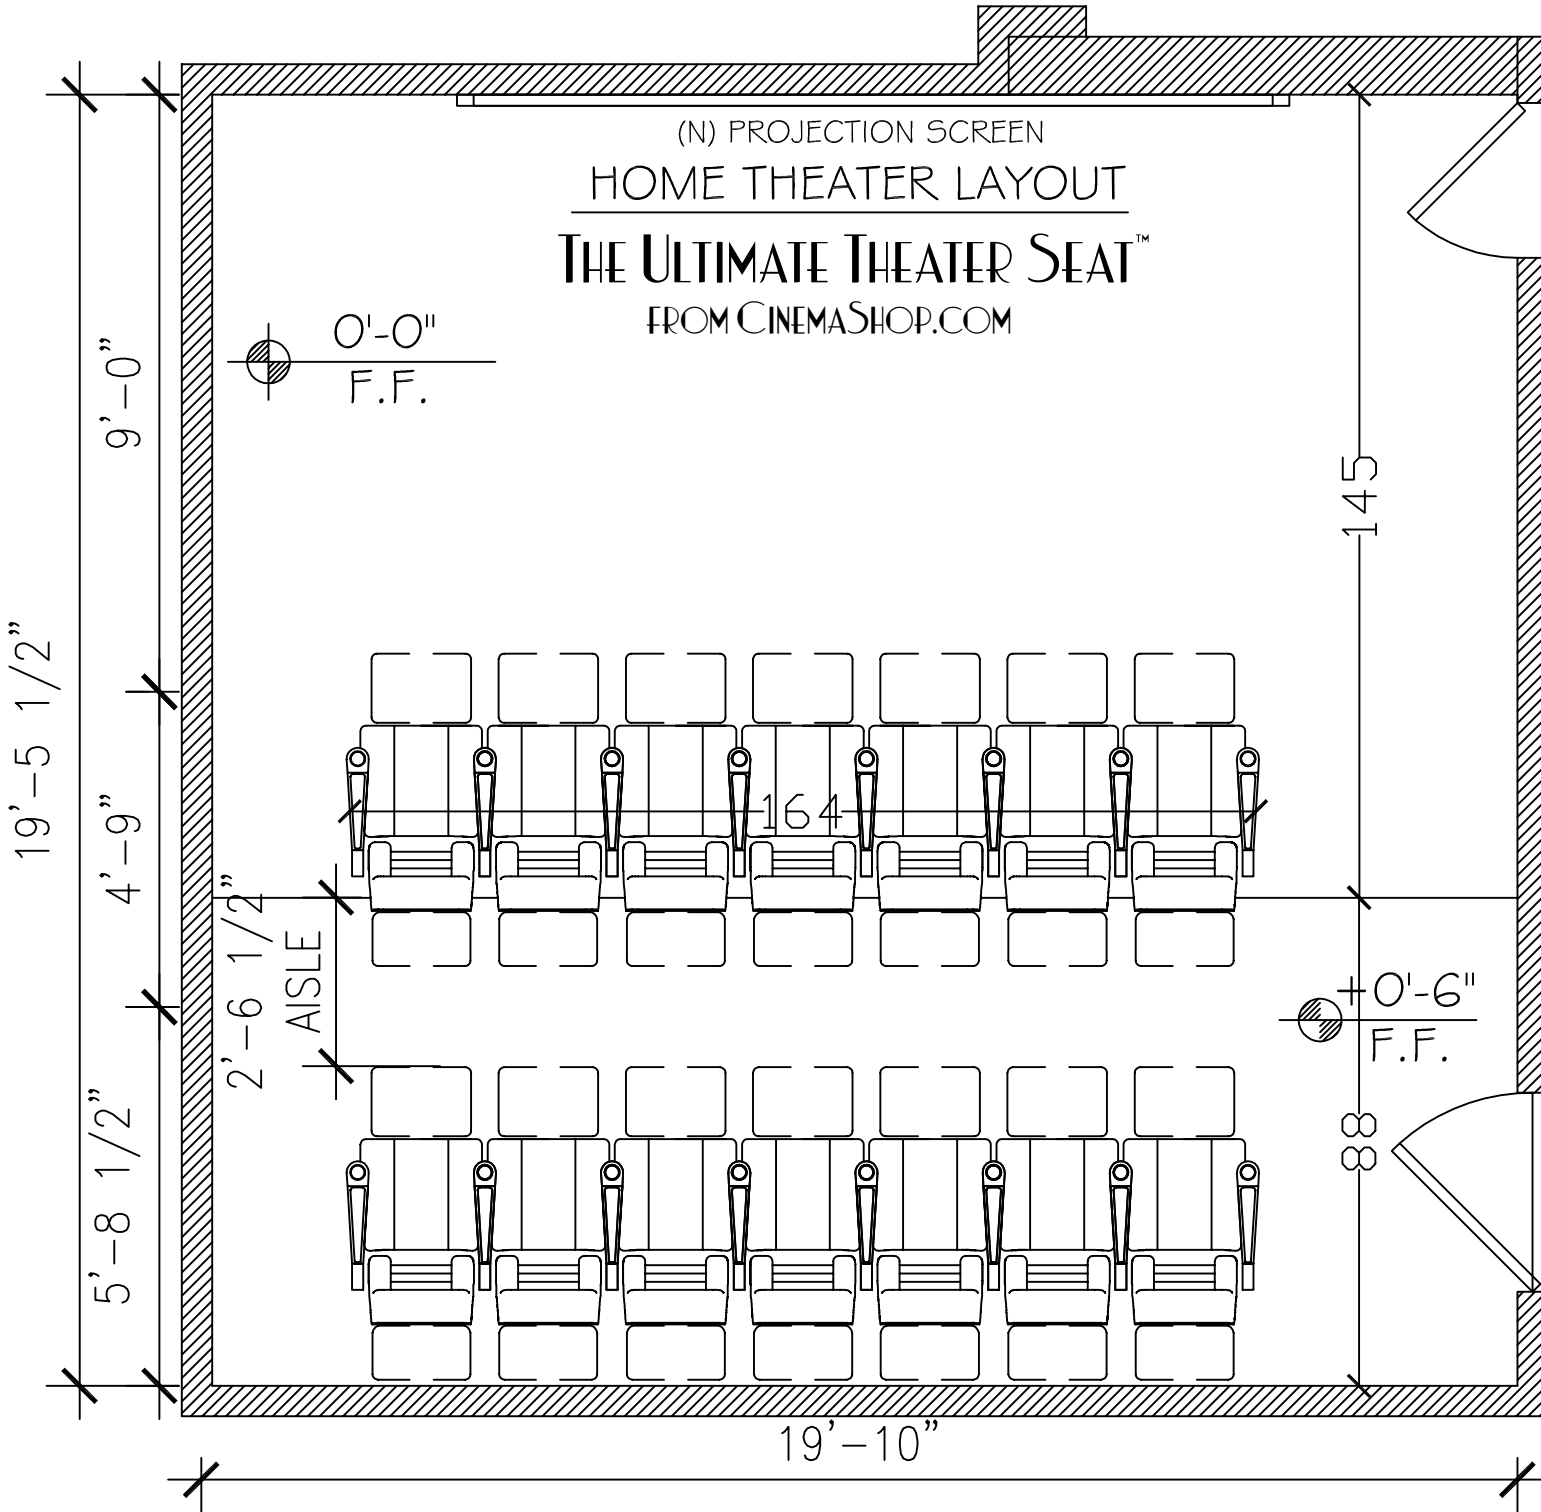 (N) PROJECTION SCREEN
HOME THEATER LAYOUT
THE ULTIMATE THEATER SEAT™
FROM CINEMASHOP.COM
0'-0"
F.F.
9'-0"
145
19'-5 1/2"
4'-9"
164
2'-6 1/2"
AISLE
+0'-6"
F.F.
5'-8 1/2"
88
19'-10"